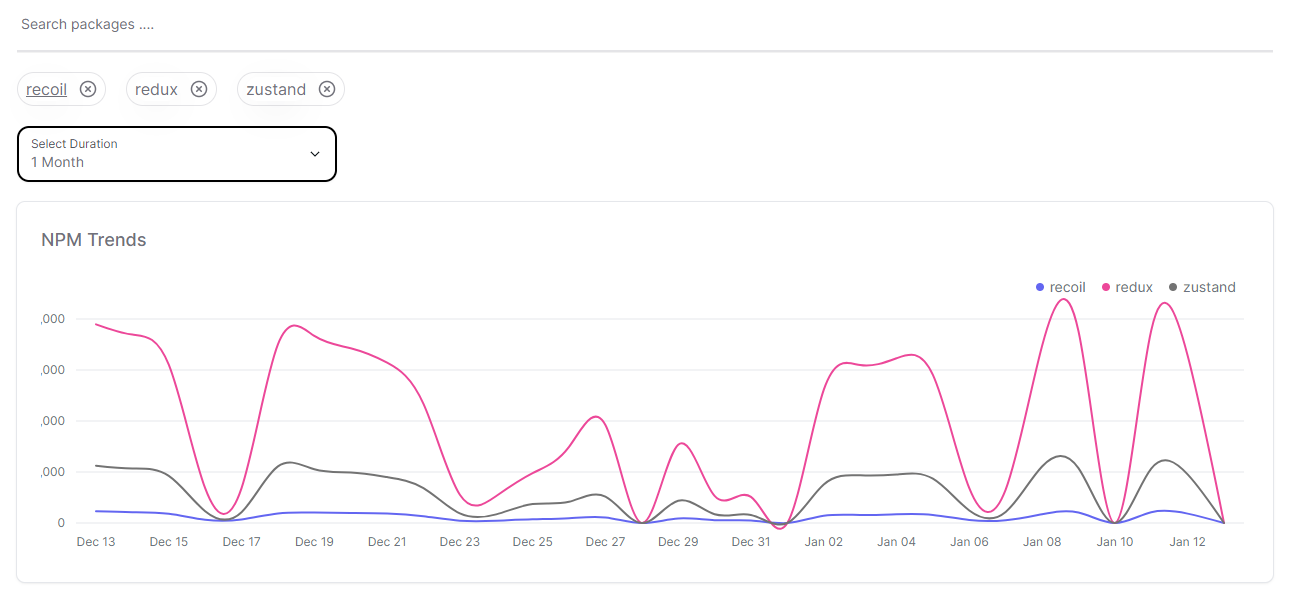 Search packages ....
recoil redux zustand
Select Duration
1 Month
NPM Trends
recoil redux zustand
,000
,000
,000
,000
0
Dec 13 Dec 15 Dec 17 Dec 19 Dec 21 Dec 23 Dec 25 Dec 27 Dec 29 Dec 31 Jan 02 Jan 04 Jan 06 Jan 08 Jan 10 Jan 12